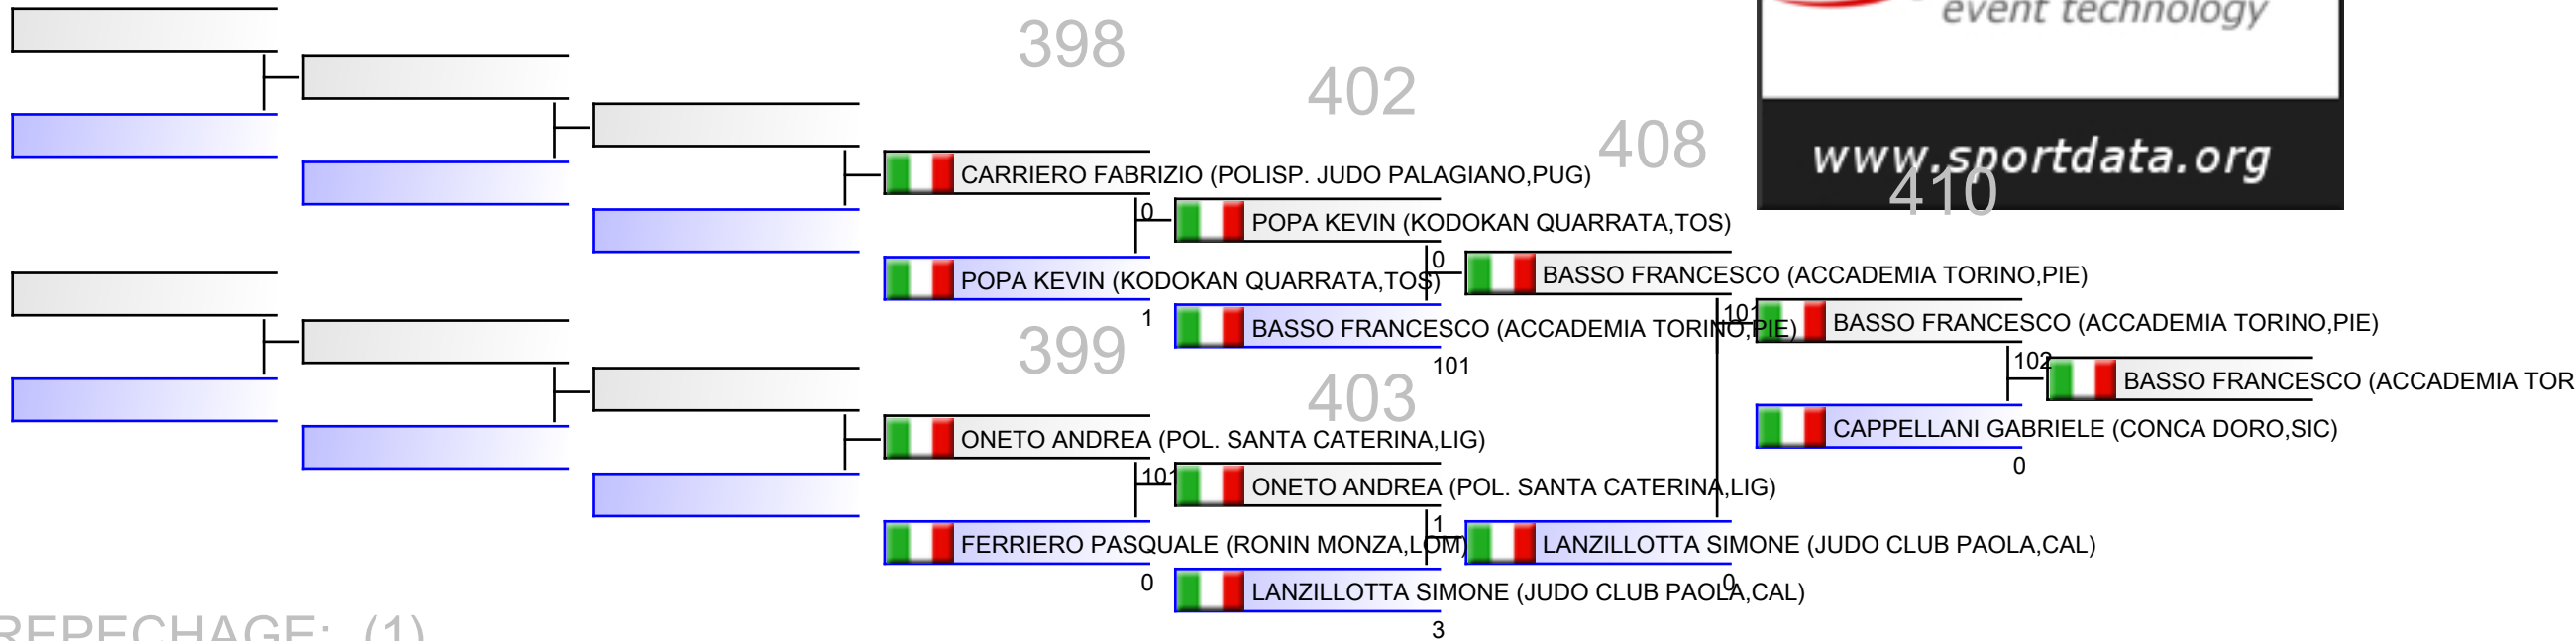 event technology
398
402
408
www.sportdata.org
410
CARRIERO FABRIZIO (POLISP. JUDO PALAGIANO,PUG)
0
POPA KEVIN (KODOKAN QUARRATA,TOS)
0
POPA KEVIN (KODOKAN QUARRATA,TOS)
1
BASSO FRANCESCO (ACCADEMIA TORINO,PIE)
101
BASSO FRANCESCO (ACCADEMIA TORINO,PIE)
101
BASSO FRANCESCO (ACCADEMIA TORINO,PIE)
102
BASSO FRANCESCO (ACCADEMIA TOR
399
403
CAPPELLANI GABRIELE (CONCA DORO,SIC)
0
ONETO ANDREA (POL. SANTA CATERINA,LIG)
101
ONETO ANDREA (POL. SANTA CATERINA,LIG)
1
FERRIERO PASQUALE (RONIN MONZA,LOM)
0
LANZILLOTTA SIMONE (JUDO CLUB PAOLA,CAL)
0
LANZILLOTTA SIMONE (JUDO CLUB PAOLA,CAL)
3
REPECHAGE: (1)